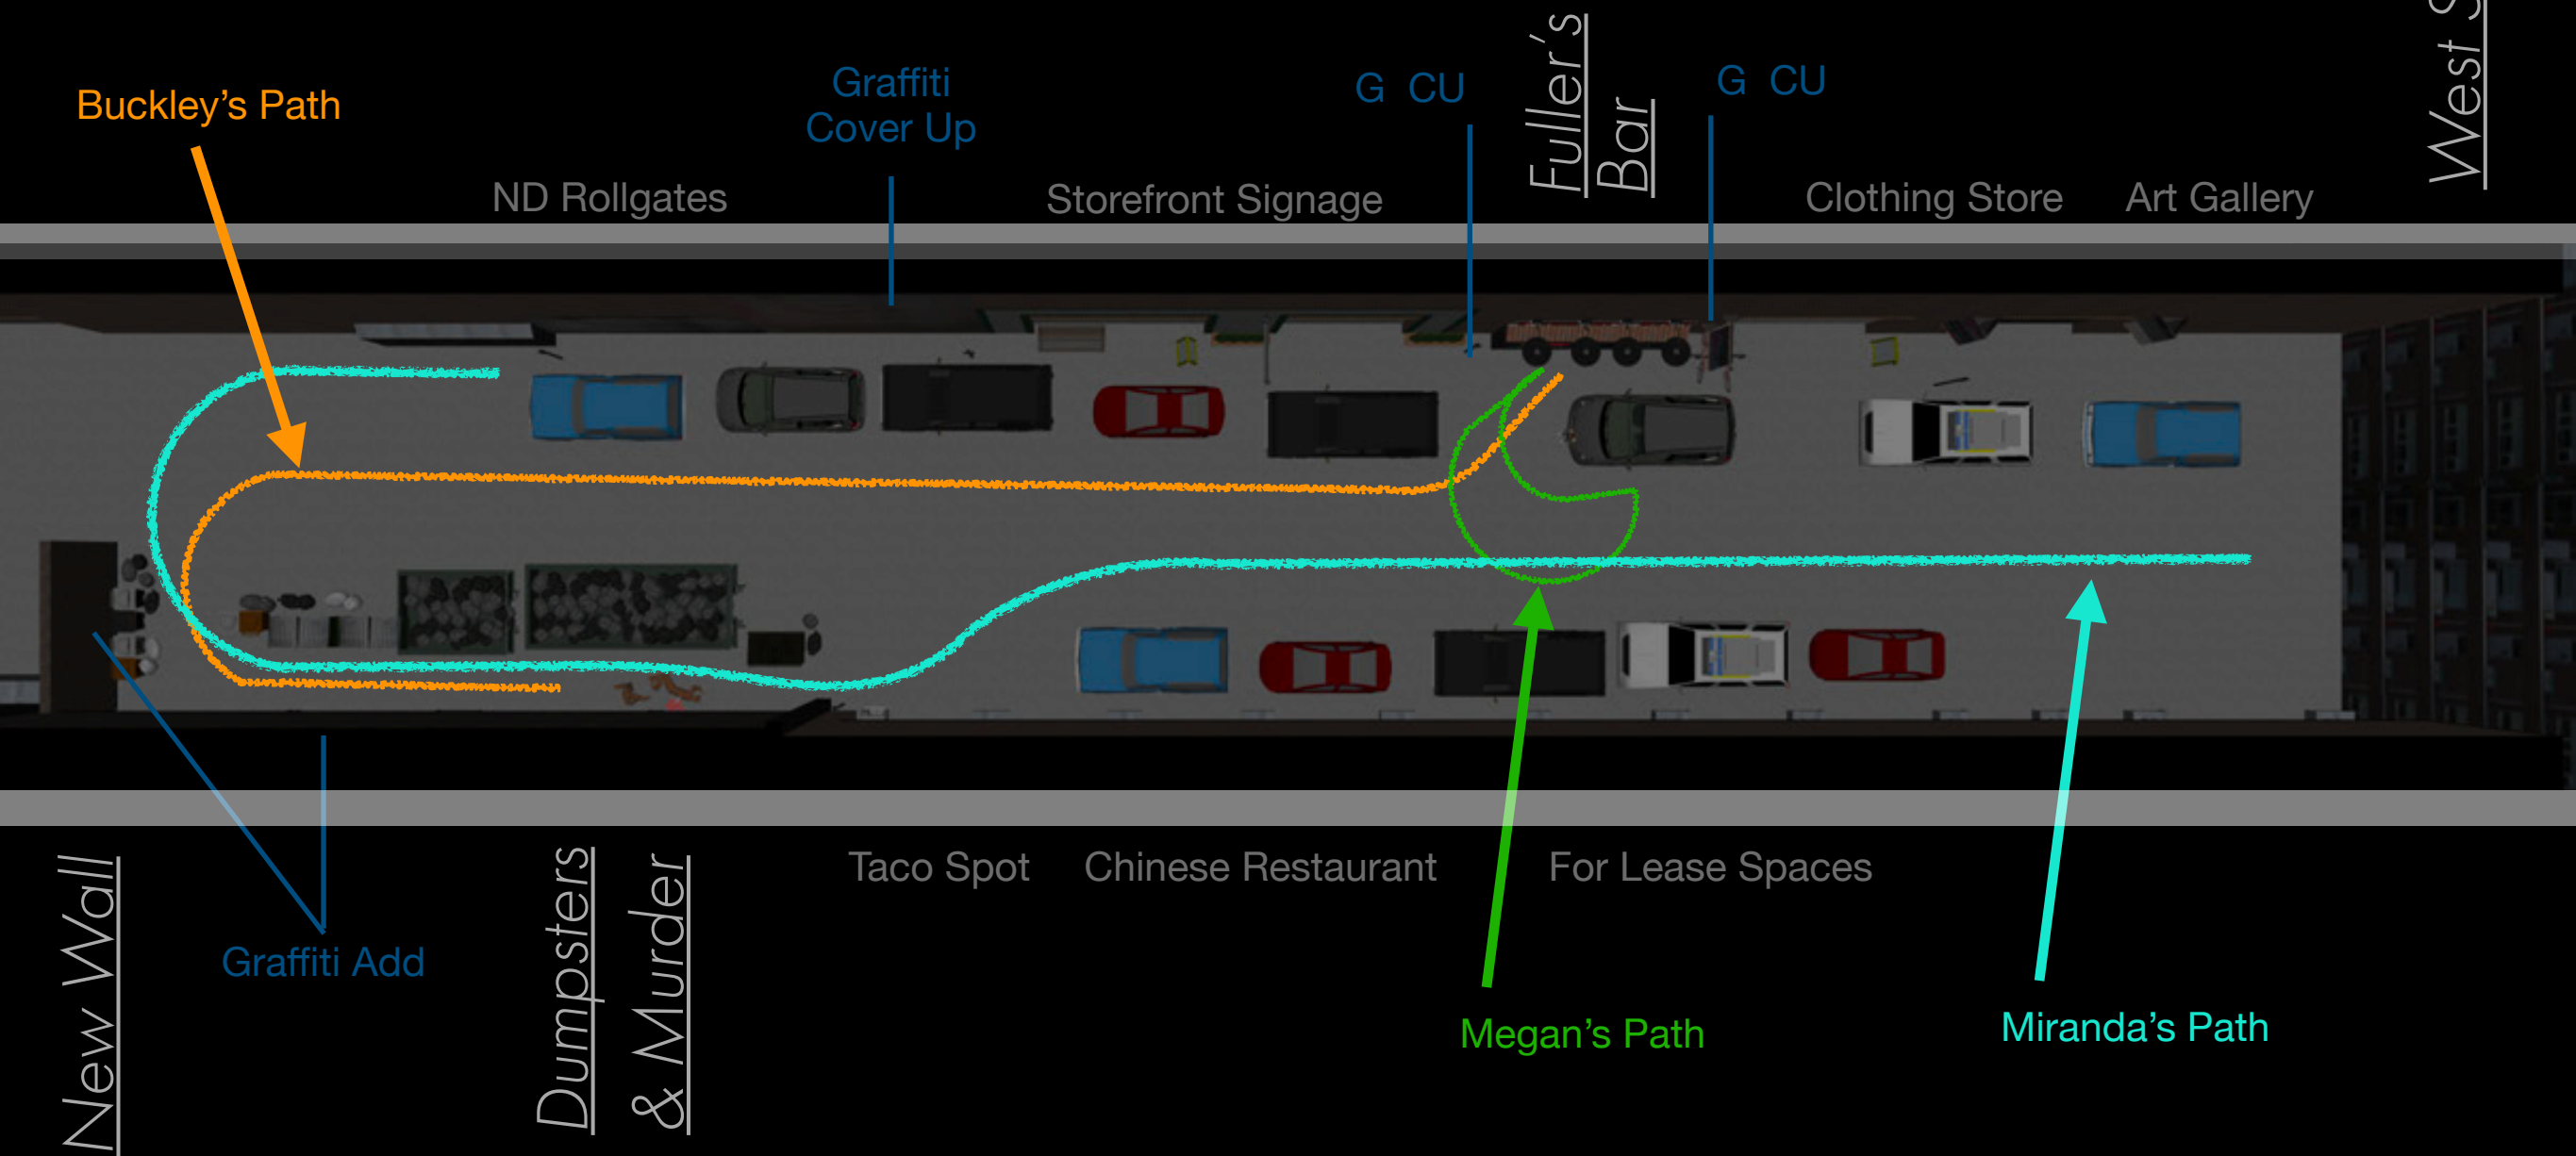 Buckley’s Path
Graffiti
Cover Up
G CU
Fuller’s
Bar
G CU
West
ND Rollgates
Storefront Signage
Clothing Store
Art Gallery
Taco Spot
Chinese Restaurant
For Lease Spaces
New Wall
Graffiti Add
Dumpsters
& Murder
Megan’s Path
Miranda’s Path